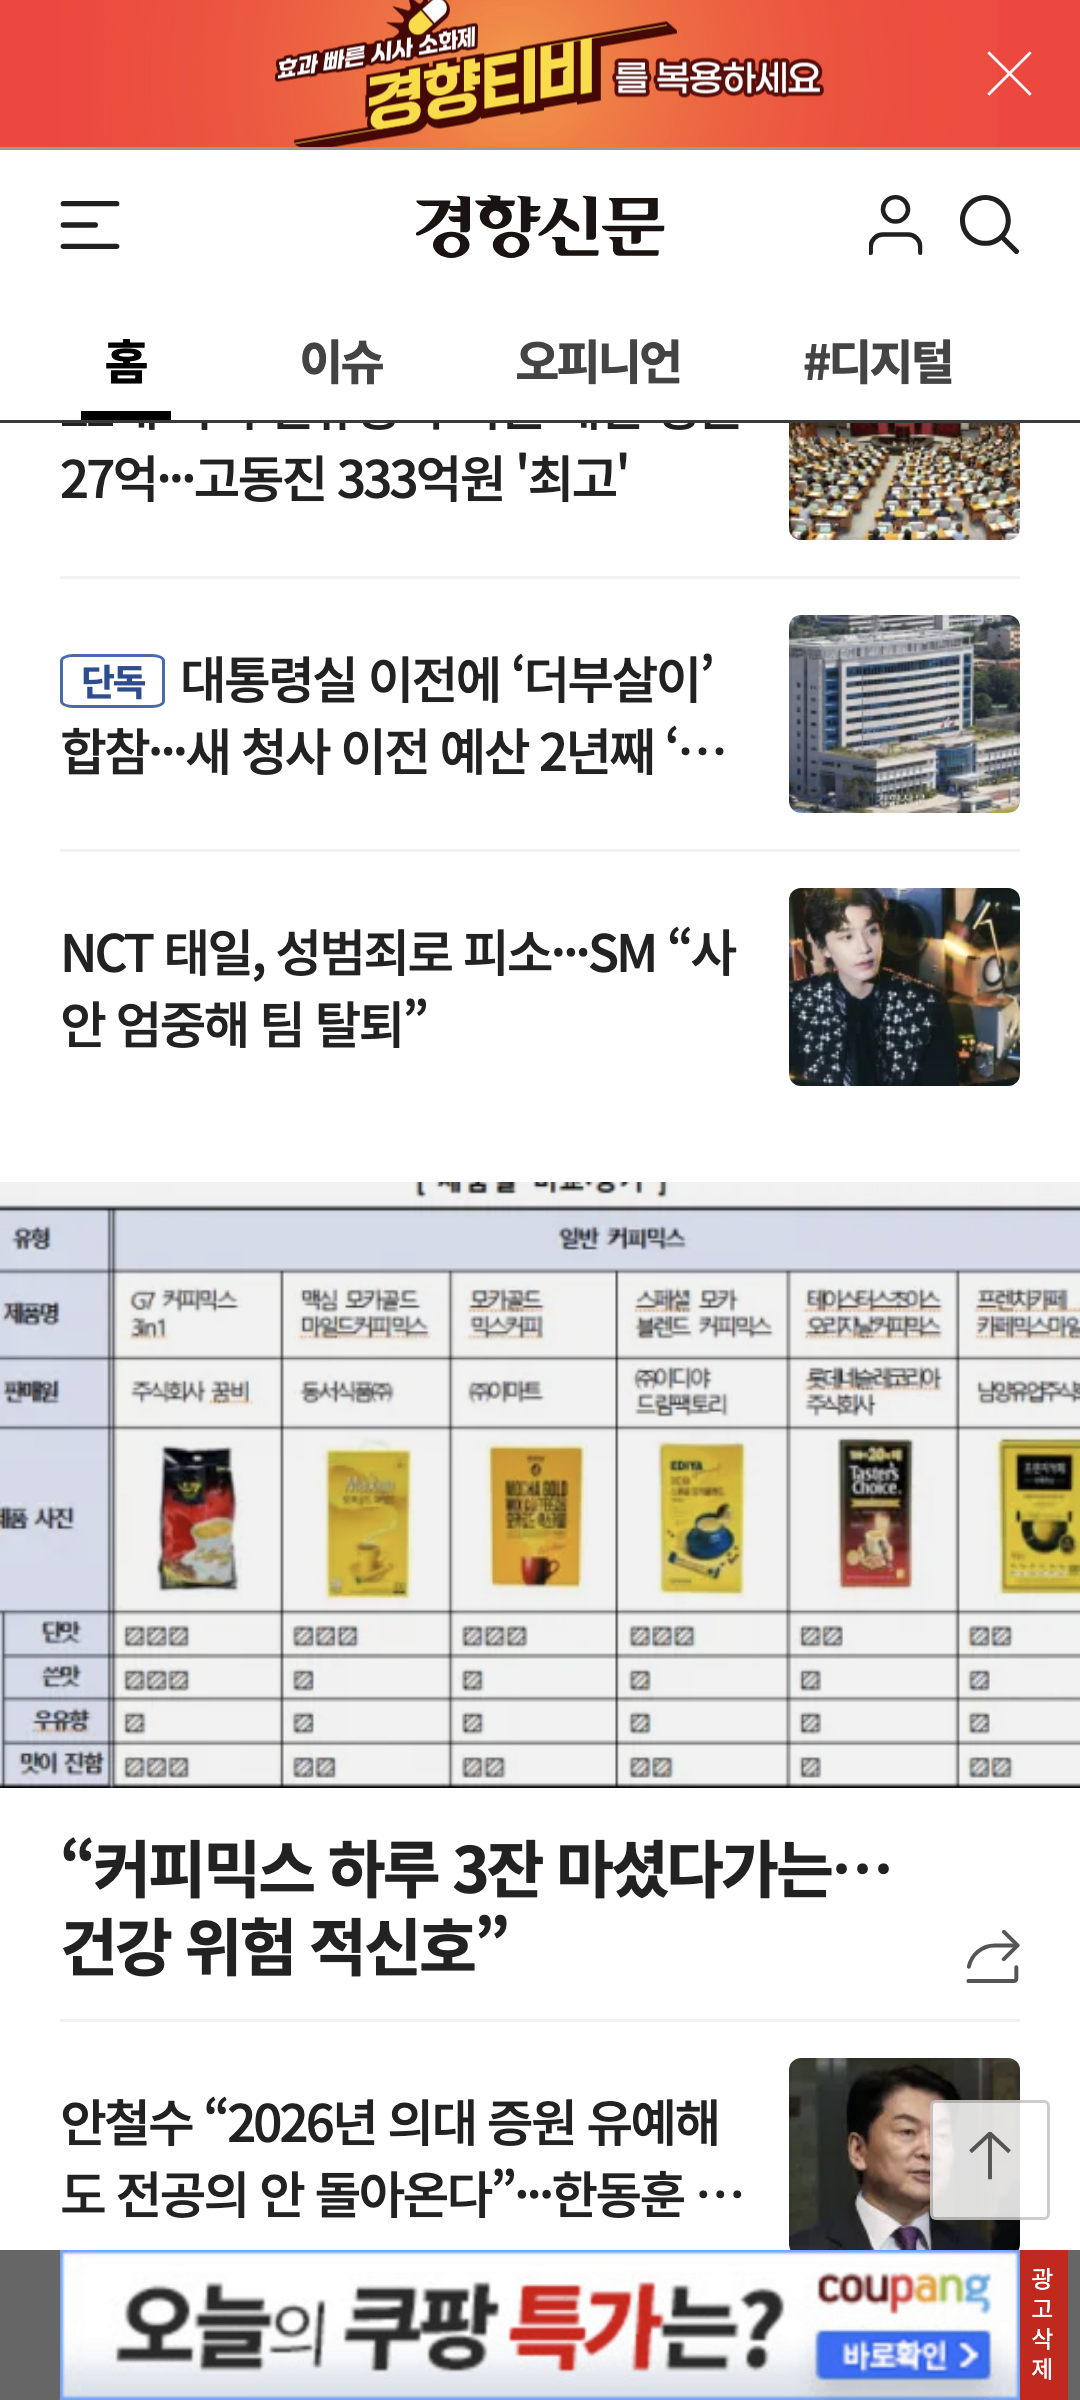 효과 빠른 시사 소화제
경향티비 를 복용하세요
경향신문
홈 이슈 오피니언 #디지털
27억···고동진 333억원 '최고'
단독 대통령실 이전에 ‘더부살이’
합참···새 청사 이전 예산 2년째 ‘···
NCT 태일, 성범죄로 피소···SM “사
안 엄중해 팀 탈퇴”
유형 일반 커피믹스
제품명 G7 커피믹스 3in1 맥심 모카골드 마일드커피믹스 모카골드 믹스커피 스페셜 모카 블렌드 커피믹스 테이스터스초이스 오리지날커피믹스 프렌치카페 카페믹스마일
판매원 주식회사 꿈비 동서식품㈜ ㈜이마트 ㈜이디야 드림팩토리 롯데네슬레코리아 주식회사 남양유업주식회
제품 사진
G7
MOCHA GOLD
EDIYA
Taster's
Choice.
단맛 ▨▨▨ ▨▨▨ ▨▨▨ ▨▨▨ ▨▨ ▨▨
쓴맛 ▨▨▨ ▨ ▨ ▨ ▨ ▨
우유향 ▨ ▨ ▨ ▨ ▨ ▨
맛이 진함 ▨▨▨ ▨▨ ▨▨ ▨▨ ▨ ▨▨
“커피믹스 하루 3잔 마셨다가는···
건강 위험 적신호”
안철수 “2026년 의대 증원 유예해
도 전공의 안 돌아온다”···한동훈 ···
오늘의 쿠팡 특가는?
coupang
바로확인
광고삭제